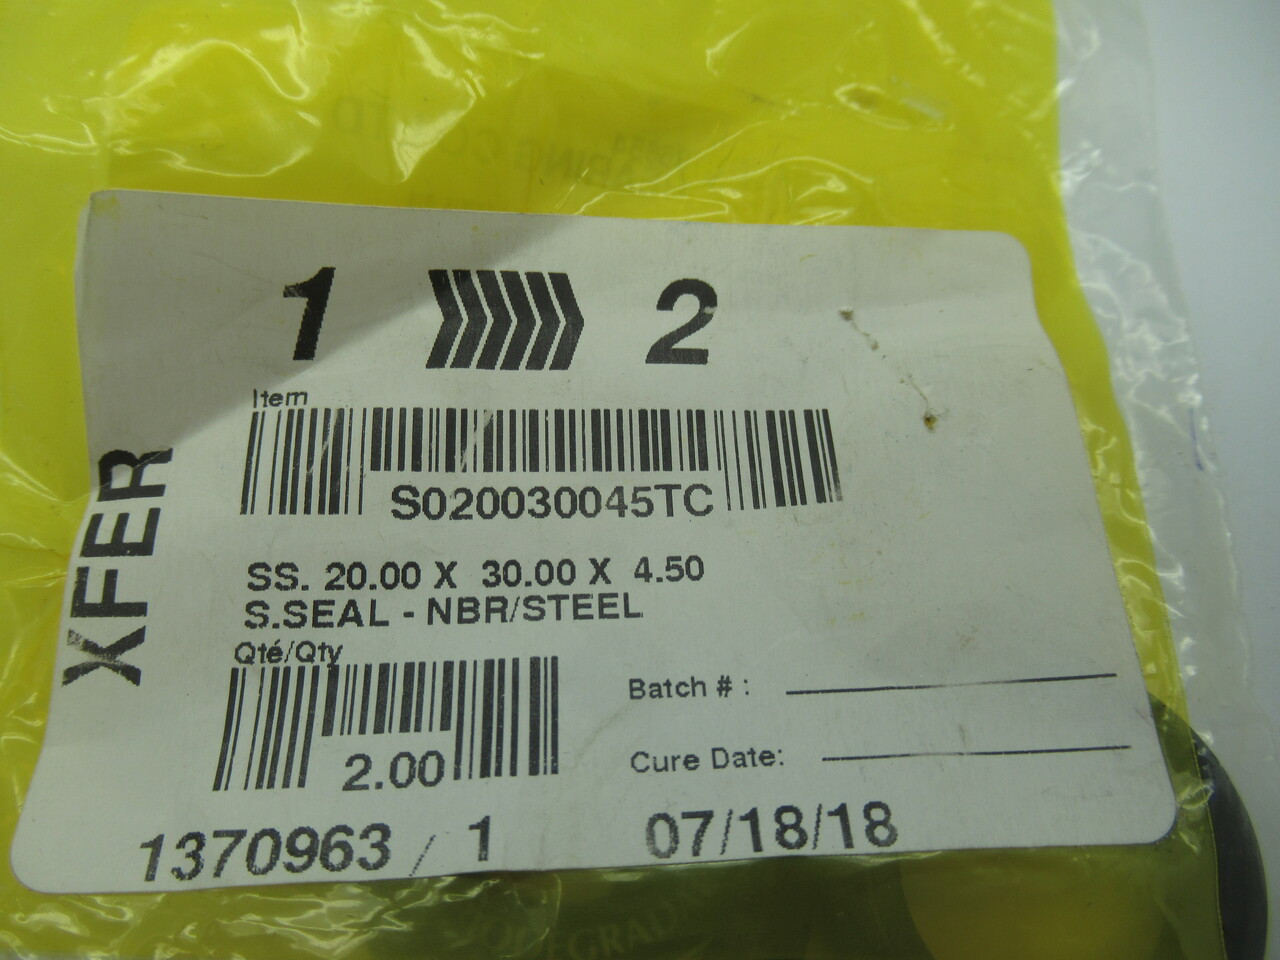 1 2
Item
S020030045TC
XFER
SS. 20.00 X 30.00 X 4.50
S.SEAL - NBR/STEEL
Qté/Qty
2.00
Batch # :
Cure Date:
1370963 / 1 07/18/18